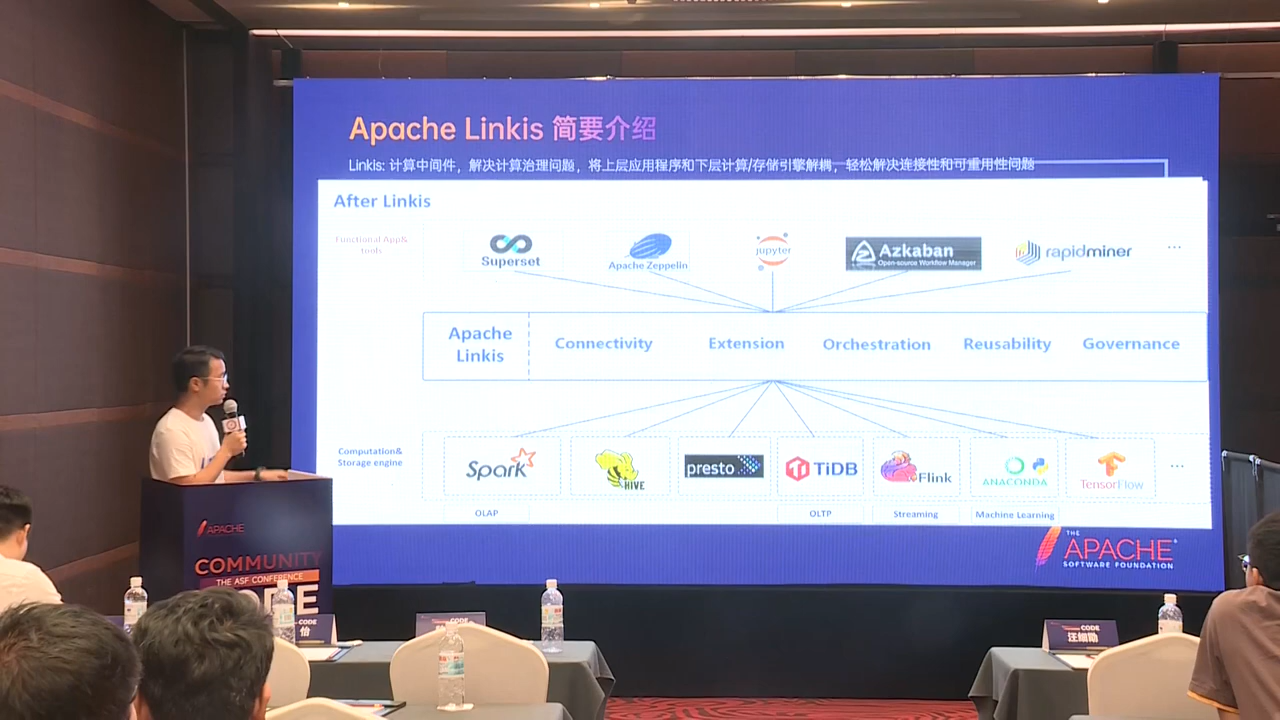 Apache Linkis 简要介绍
Linkis: 计算中间件，解决计算治理问题，将上层应用程序和下层计算/存储引擎解耦，轻松解决连接性和可重用性问题
After Linkis
Functional App&
tools
Superset
Apache Zeppelin
jupyter
Azkaban
Open-source Workflow Manager
rapidminer
...
Apache
Linkis
Connectivity
Extension
Orchestration
Reusability
Governance
Computation&
Storage engine
Spark
HIVE
presto
TiDB
Flink
ANACONDA
TensorFlow
...
OLAP
OLTP
Streaming
Machine Learning
THE
APACHE
SOFTWARE FOUNDATION
APACHE
COMMUNITY
THE ASF CONFERENCE
CODE
怡
CODE
CODE